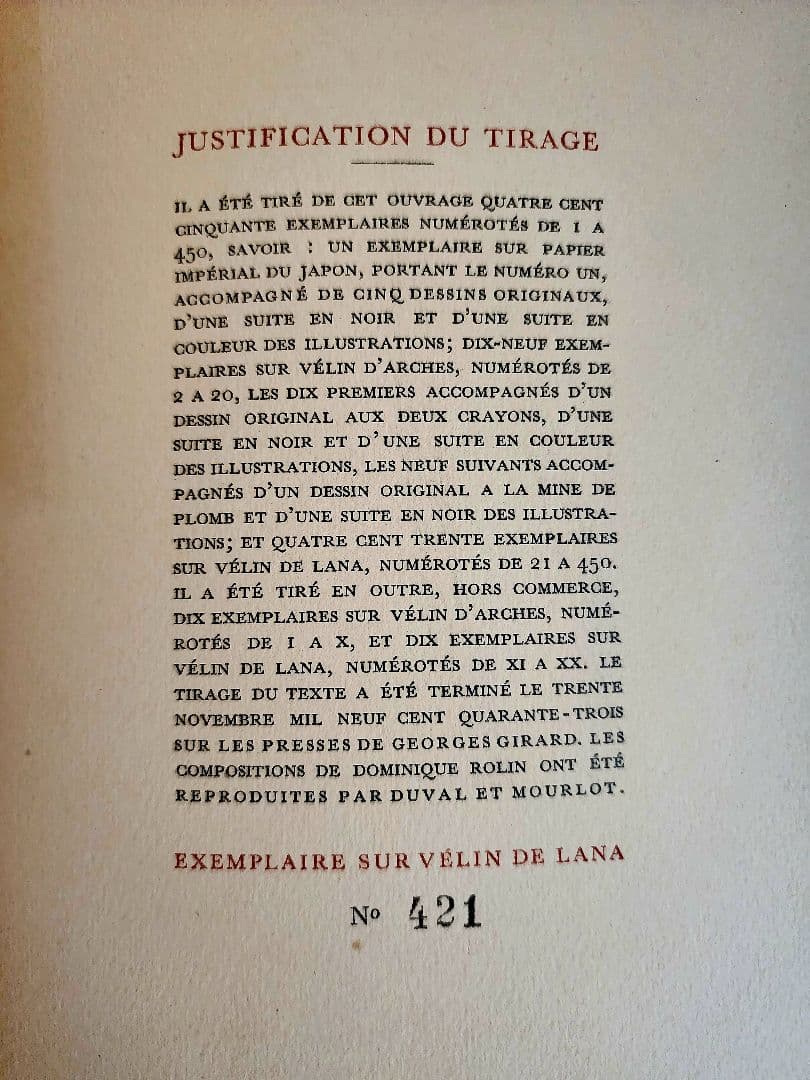 JUSTIFICATION DU TIRAGE
IL A ÉTÉ TIRÉ DE CET OUVRAGE QUATRE CENT
CINQUANTE EXEMPLAIRES NUMÉROTÉS DE I A
450, SAVOIR : UN EXEMPLAIRE SUR PAPIER
IMPÉRIAL DU JAPON, PORTANT LE NUMÉRO UN,
ACCOMPAGNÉ DE CINQ DESSINS ORIGINAUX,
D'UNE SUITE EN NOIR ET D'UNE SUITE EN
COULEUR DES ILLUSTRATIONS; DIX-NEUF EXEM-
PLAIRES SUR VÉLIN D'ARCHES, NUMÉROTÉS DE
2 A 20, LES DIX PREMIERS ACCOMPAGNÉS D'UN
DESSIN ORIGINAL AUX DEUX CRAYONS, D'UNE
SUITE EN NOIR ET D'UNE SUITE EN COULEUR
DES ILLUSTRATIONS, LES NEUF SUIVANTS ACCOM-
PAGNÉS D'UN DESSIN ORIGINAL A LA MINE DE
PLOMB ET D'UNE SUITE EN NOIR DES ILLUSTRA-
TIONS; ET QUATRE CENT TRENTE EXEMPLAIRES
SUR VÉLIN DE LANA, NUMÉROTÉS DE 21 A 450.
IL A ÉTÉ TIRÉ EN OUTRE, HORS COMMERCE,
DIX EXEMPLAIRES SUR VÉLIN D'ARCHES, NUMÉ-
ROTÉS DE I A X, ET DIX EXEMPLAIRES SUR
VÉLIN DE LANA, NUMÉROTÉS DE XI A XX. LE
TIRAGE DU TEXTE A ÉTÉ TERMINÉ LE TRENTE
NOVEMBRE MIL NEUF CENT QUARANTE-TROIS
SUR LES PRESSES DE GEORGES GIRARD. LES
COMPOSITIONS DE DOMINIQUE ROLIN ONT ÉTÉ
REPRODUITES PAR DUVAL ET MOURLOT.
EXEMPLAIRE SUR VÉLIN DE LANA
Nº 421